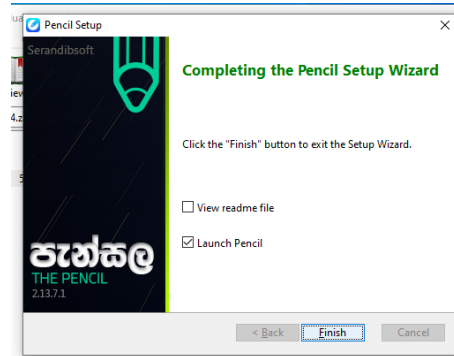 Pencil Setup
Serandibsoft
Completing the Pencil Setup Wizard
Click the "Finish" button to exit the Setup Wizard.
View readme file
Launch Pencil
පැන්සල
THE PENCIL
2.13.7.1
< Back
Finish
Cancel